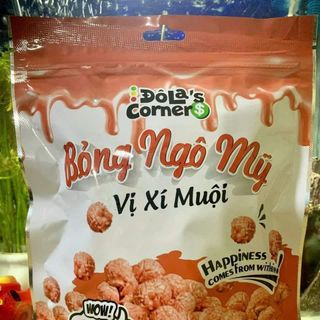 ĐôLa's
Corner
Bỏng Ngô Mỹ
Vị Xí Muội
HAPPINESS
COMES FROM WITHIN
WOW!